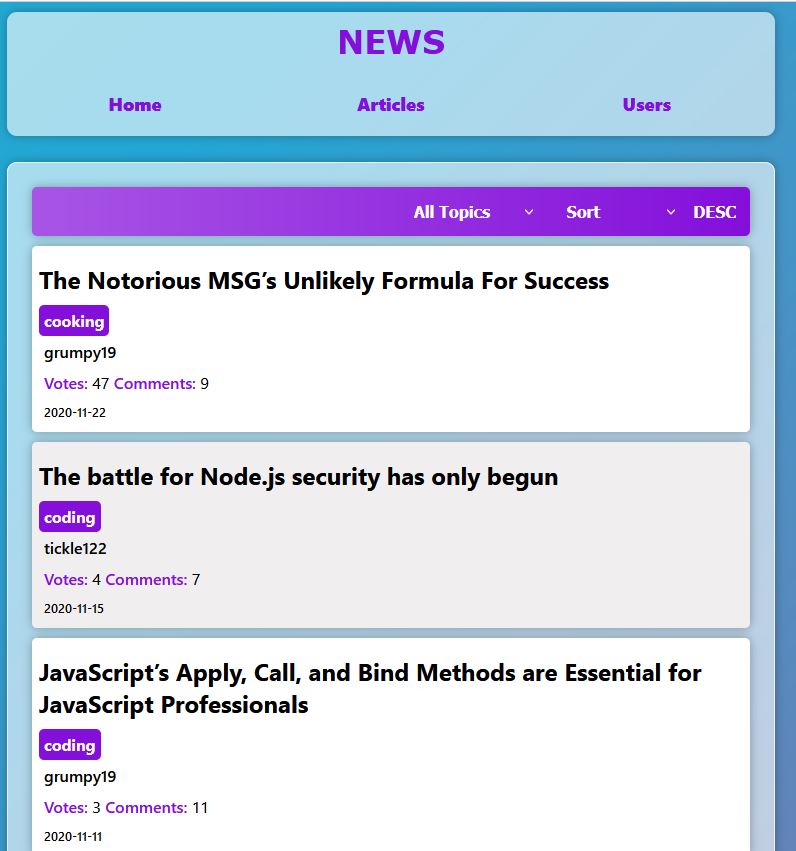 NEWS
Home Articles Users
All Topics Sort DESC
The Notorious MSG’s Unlikely Formula For Success
cooking
grumpy19
Votes: 47 Comments: 9
2020-11-22
The battle for Node.js security has only begun
coding
tickle122
Votes: 4 Comments: 7
2020-11-15
JavaScript’s Apply, Call, and Bind Methods are Essential for
JavaScript Professionals
coding
grumpy19
Votes: 3 Comments: 11
2020-11-11